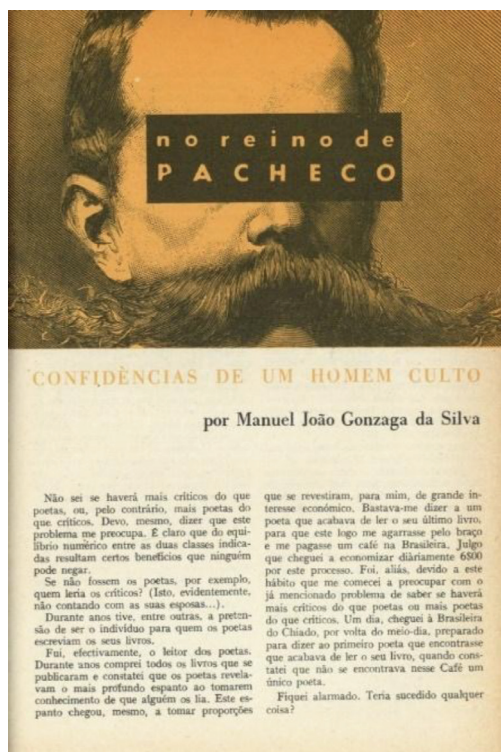 no reino de
PACHECO
CONFIDÊNCIAS DE UM HOMEM CULTO
por Manuel João Gonzaga da Silva
Não sei se haverá mais críticos do que
poetas, ou, pelo contrário, mais poetas do
que críticos. Devo, mesmo, dizer que este
problema me preocupa. É claro que do equi-
líbrio numérico entre as duas classes indica-
das resultam certos benefícios que ninguém
pode negar.
Se não fossem os poetas, por exemplo,
quem leria os críticos? (Isto, evidentemente,
não contando com as suas esposas...).
Durante anos tive, entre outras, a preten-
são de ser o indivíduo para quem os poetas
escreviam os seus livros.
Fui, efectivamente, o leitor dos poetas.
Durante anos comprei todos os livros que se
publicaram e constatei que os poetas revela-
vam o mais profundo espanto ao tomarem
conhecimento de que alguém os lia. Este es-
panto chegou, mesmo, a tomar proporções
que se revestiram, para mim, de grande in-
teresse económico. Bastava-me dizer a um
poeta que acabava de ler o seu último livro,
para que este logo me agarrasse pelo braço
e me pagasse um café na Brasileira. Julgo
que cheguei a economizar diàriamente 6$00
por este processo. Foi, aliás, devido a este
hábito que me comecei a preocupar com o
já mencionado problema de saber se haverá
mais críticos do que poetas ou mais poetas
do que críticos. Um dia, cheguei à Brasileira
do Chiado, por volta do meio-dia, preparado
para dizer ao primeiro poeta que encontrasse
que acabava de ler o seu livro, quando cons-
tatei que não se encontrava nesse Café um
único poeta.
Fiquei alarmado. Teria sucedido qualquer
coisa?